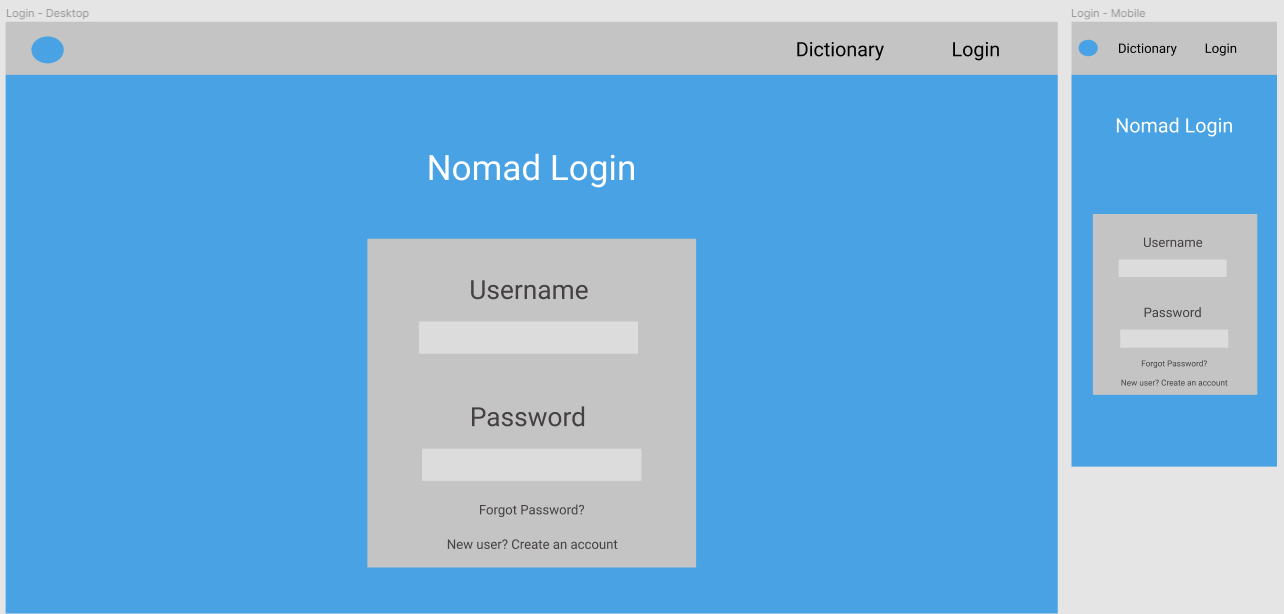 Login - Desktop
Dictionary Login
Nomad Login
Username
Password
Forgot Password?
New user? Create an account
Login - Mobile
Dictionary Login
Nomad Login
Username
Password
Forgot Password?
New user? Create an account